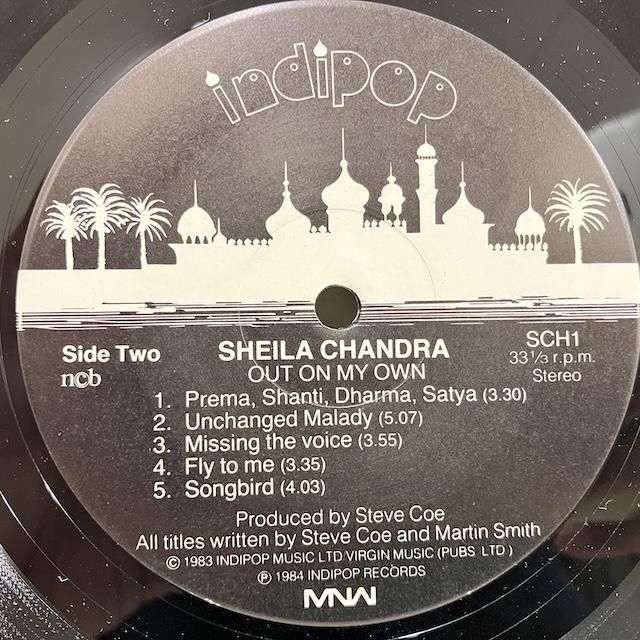 indipop
Side Two
ncb
SHEILA CHANDRA
OUT ON MY OWN
SCH1
33 1/3 r.p.m.
Stereo
1. Prema, Shanti, Dharma, Satya (3.30)
2. Unchanged Malady (5.07)
3. Missing the voice (3.55)
4. Fly to me (3.35)
5. Songbird (4.03)
Produced by Steve Coe
All titles written by Steve Coe and Martin Smith
© 1983 INDIPOP MUSIC LTD/VIRGIN MUSIC (PUBS LTD)
℗ 1984 INDIPOP RECORDS
MNW